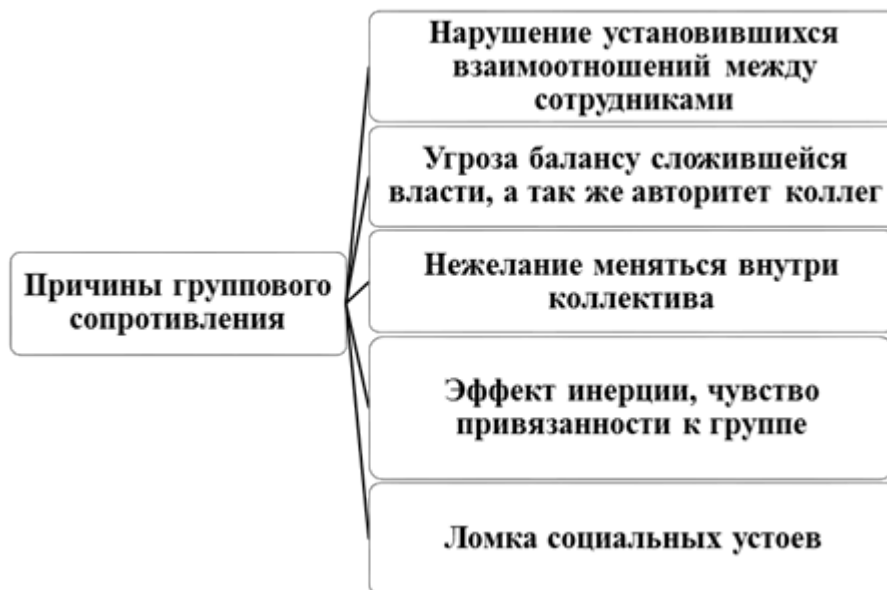 Причины группового
сопротивления
Нарушение установившихся
взаимоотношений между
сотрудниками
Угроза балансу сложившейся
власти, а так же авторитет коллег
Нежелание меняться внутри
коллектива
Эффект инерции, чувство
привязанности к группе
Ломка социальных устоев